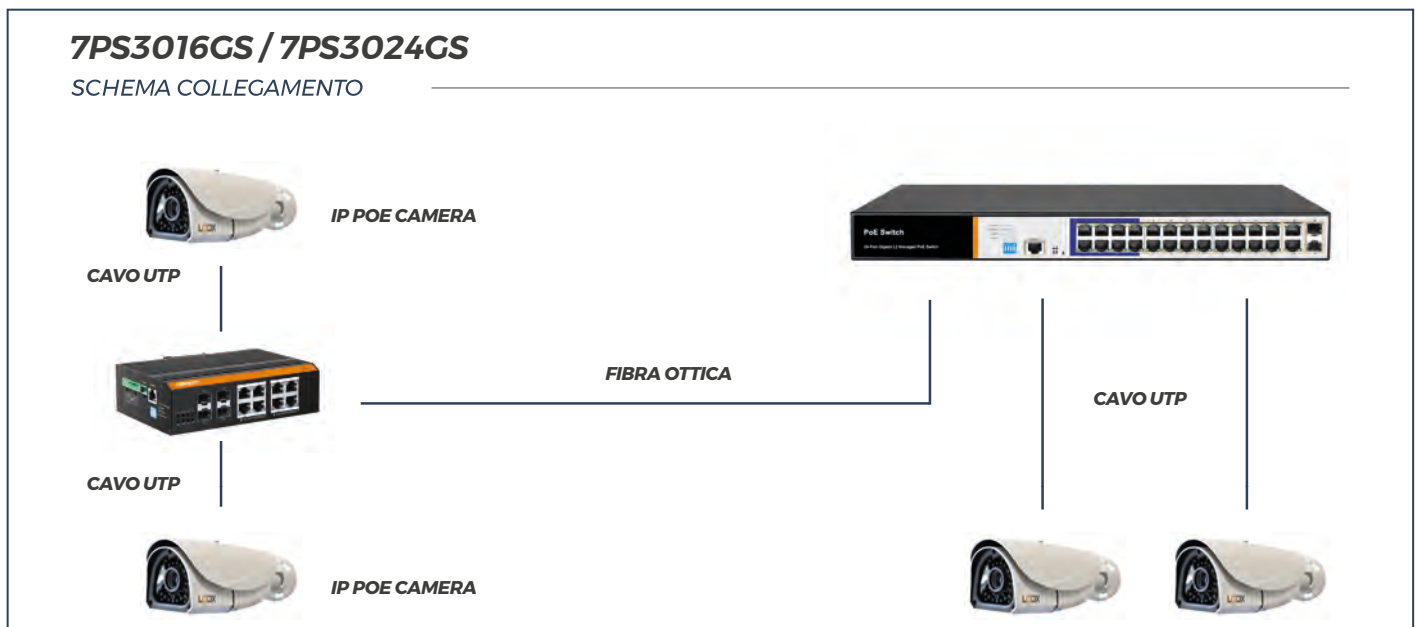 7PS3016GS / 7PS3024GS
SCHEMA COLLEGAMENTO
IP POE CAMERA
PoE Switch
CAVO UTP
FIBRA OTTICA
CAVO UTP
CAVO UTP
IP POE CAMERA